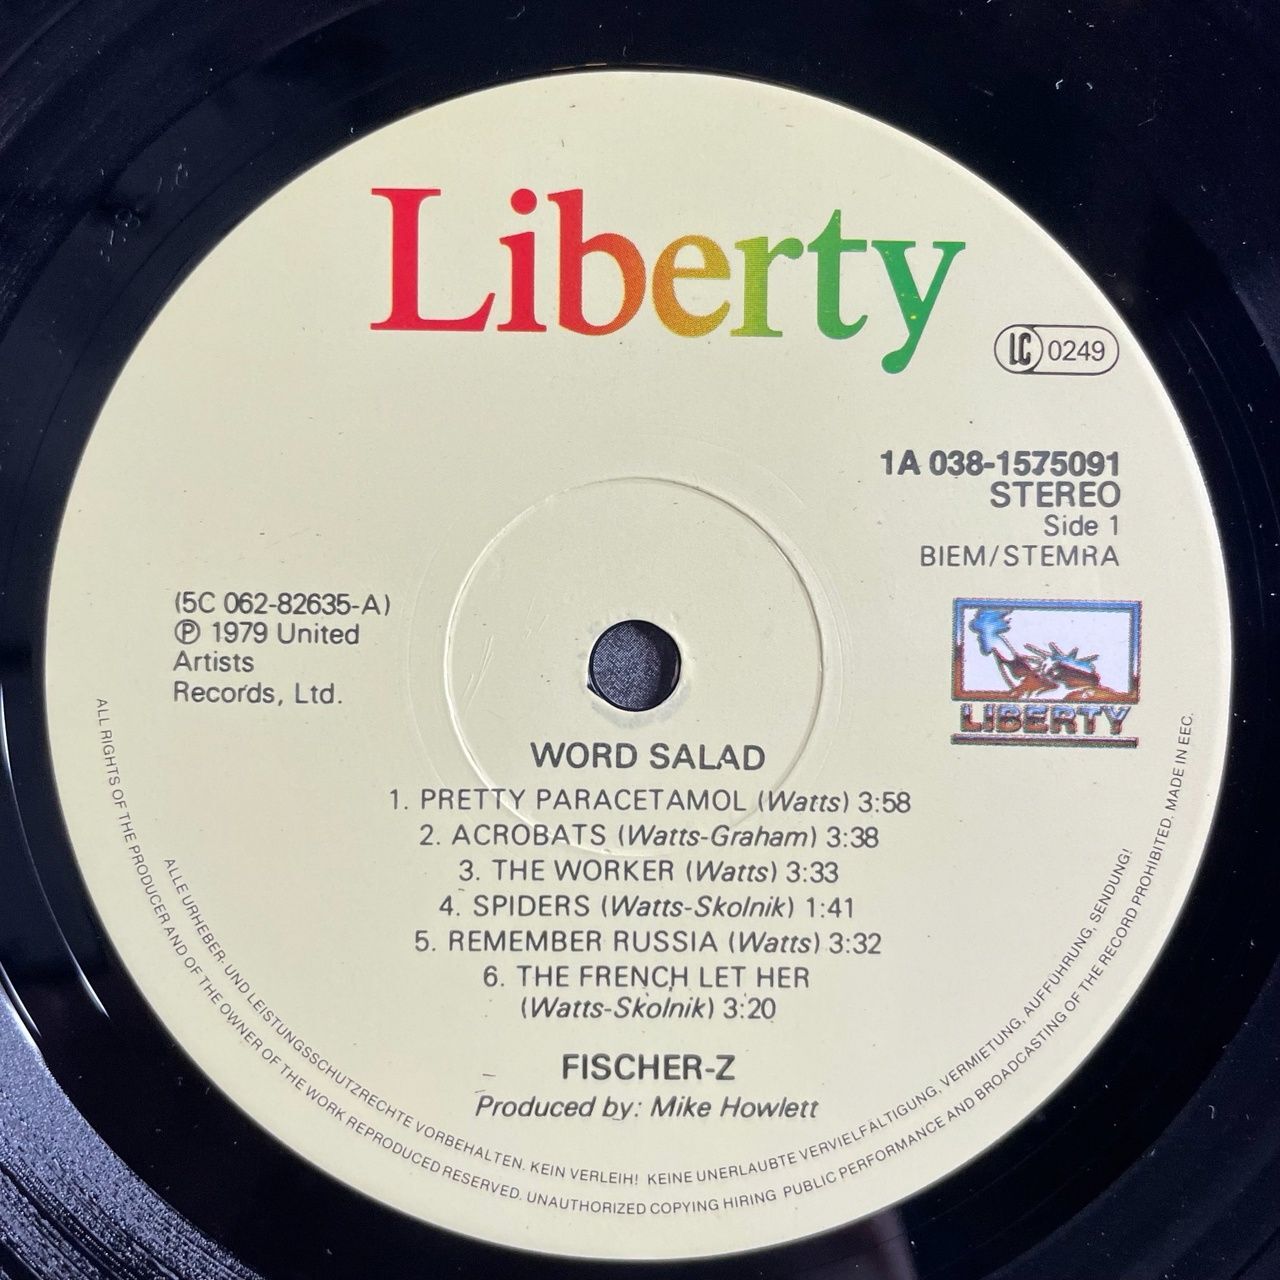 Liberty
LC 0249
1A 038-1575091
STEREO
Side 1
BIEM/STEMRA
(5C 062-82635-A)
℗ 1979 United
Artists
Records, Ltd.
LIBERTY
WORD SALAD
1. PRETTY PARACETAMOL (Watts) 3:58
2. ACROBATS (Watts-Graham) 3:38
3. THE WORKER (Watts) 3:33
4. SPIDERS (Watts-Skolnik) 1:41
5. REMEMBER RUSSIA (Watts) 3:32
6. THE FRENCH LET HER
(Watts-Skolnik) 3:20
FISCHER-Z
Produced by: Mike Howlett
ALLE URHEBER- UND LEISTUNGSSCHUTZRECHTE VORBEHALTEN. KEIN VERLEIH! KEINE UNERLAUBTE VERVIELFÄLTIGUNG, VERMIETUNG, AUFFÜHRUNG, SENDUNG!
ALL RIGHTS OF THE PRODUCER AND OF THE OWNER OF THE WORK REPRODUCED RESERVED. UNAUTHORIZED COPYING HIRING PUBLIC PERFORMANCE AND BROADCASTING OF THE RECORD PROHIBITED. MADE IN EEC.